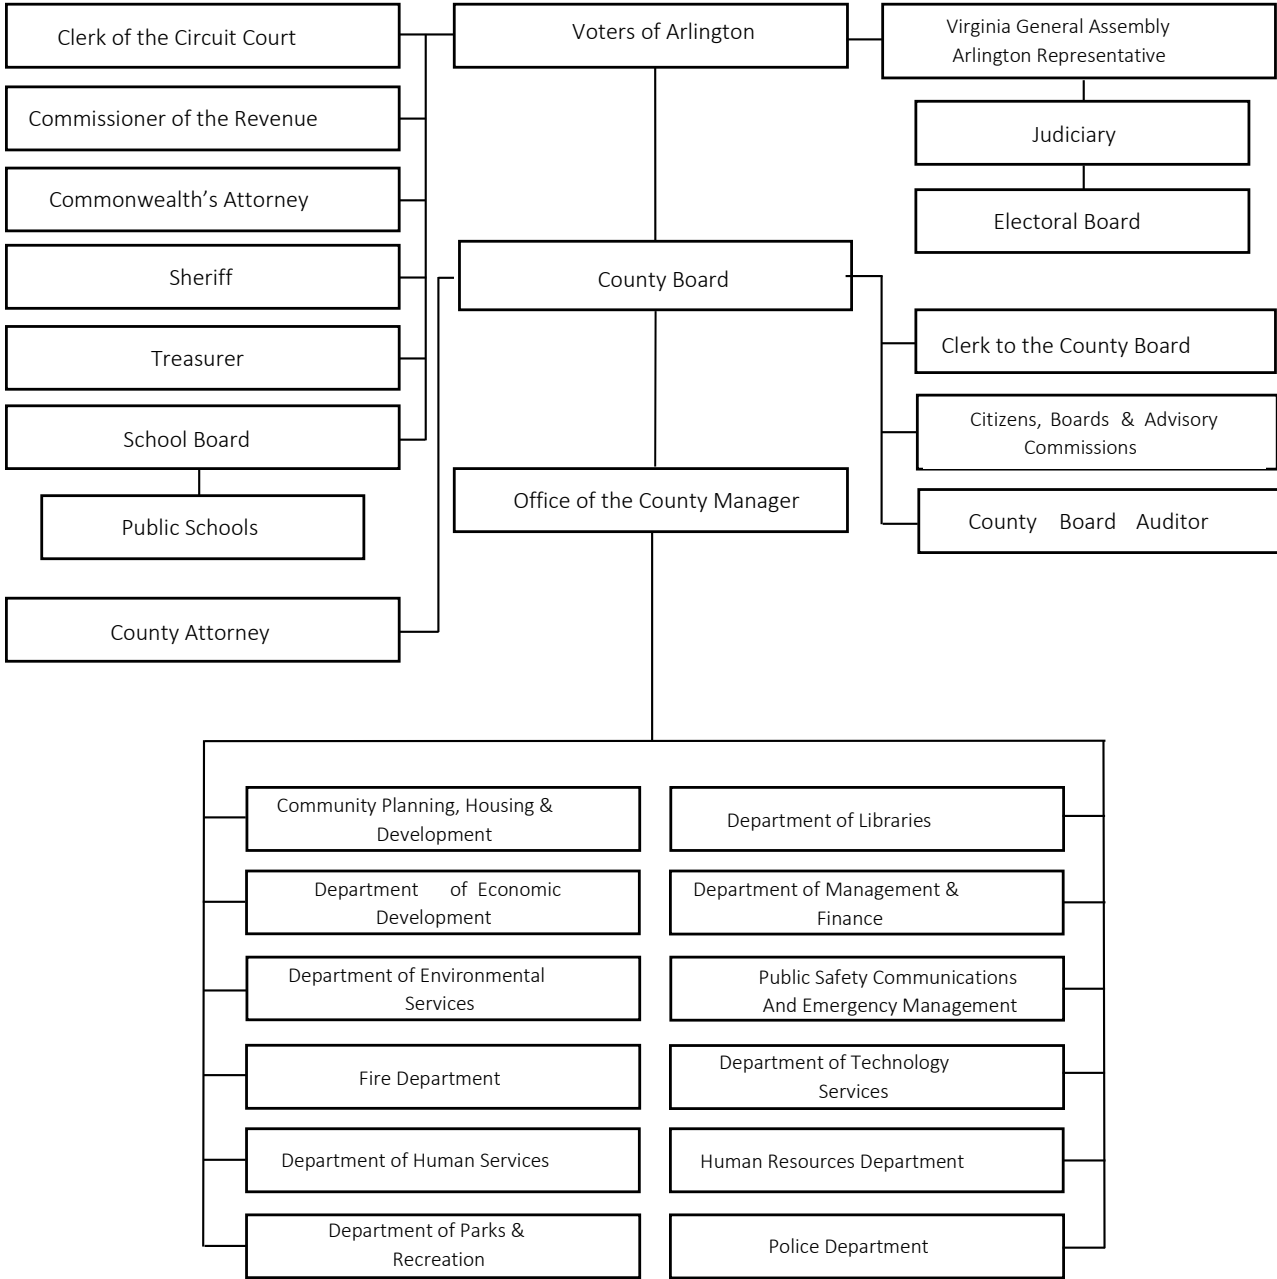 Clerk of the Circuit Court
Voters of Arlington
Virginia General Assembly
Arlington Representative
Commissioner of the Revenue
Judiciary
Commonwealth’s Attorney
Electoral Board
Sheriff
County Board
Treasurer
Clerk to the County Board
School Board
Citizens, Boards & Advisory
Commissions
Public Schools
Office of the County Manager
County Board Auditor
County Attorney
Community Planning, Housing &
Development
Department of Libraries
Department of Economic
Development
Department of Management &
Finance
Department of Environmental
Services
Public Safety Communications
And Emergency Management
Fire Department
Department of Technology
Services
Department of Human Services
Human Resources Department
Department of Parks &
Recreation
Police Department